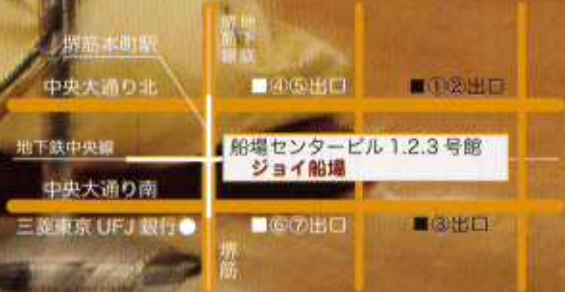 堺筋本町駅
地下鉄
堺筋線
中央大通り北
■④⑤出口
■①②出口
地下鉄中央線
船場センタービル 1.2.3 号館
ジョイ船場
中央大通り南
三菱東京 UFJ 銀行●
■⑥⑦出口
■③出口
堺筋